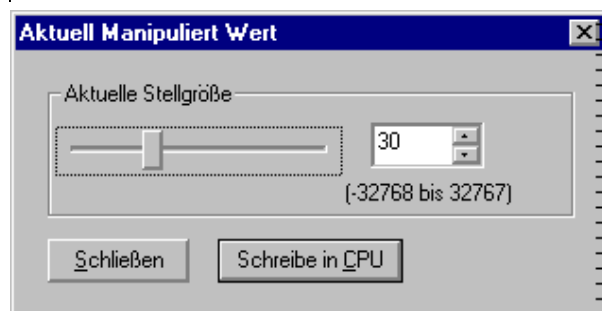 Aktuell Manipuliert Wert
Aktuelle Stellgröße
30
(-32768 bis 32767)
Schließen
Schreibe in CPU